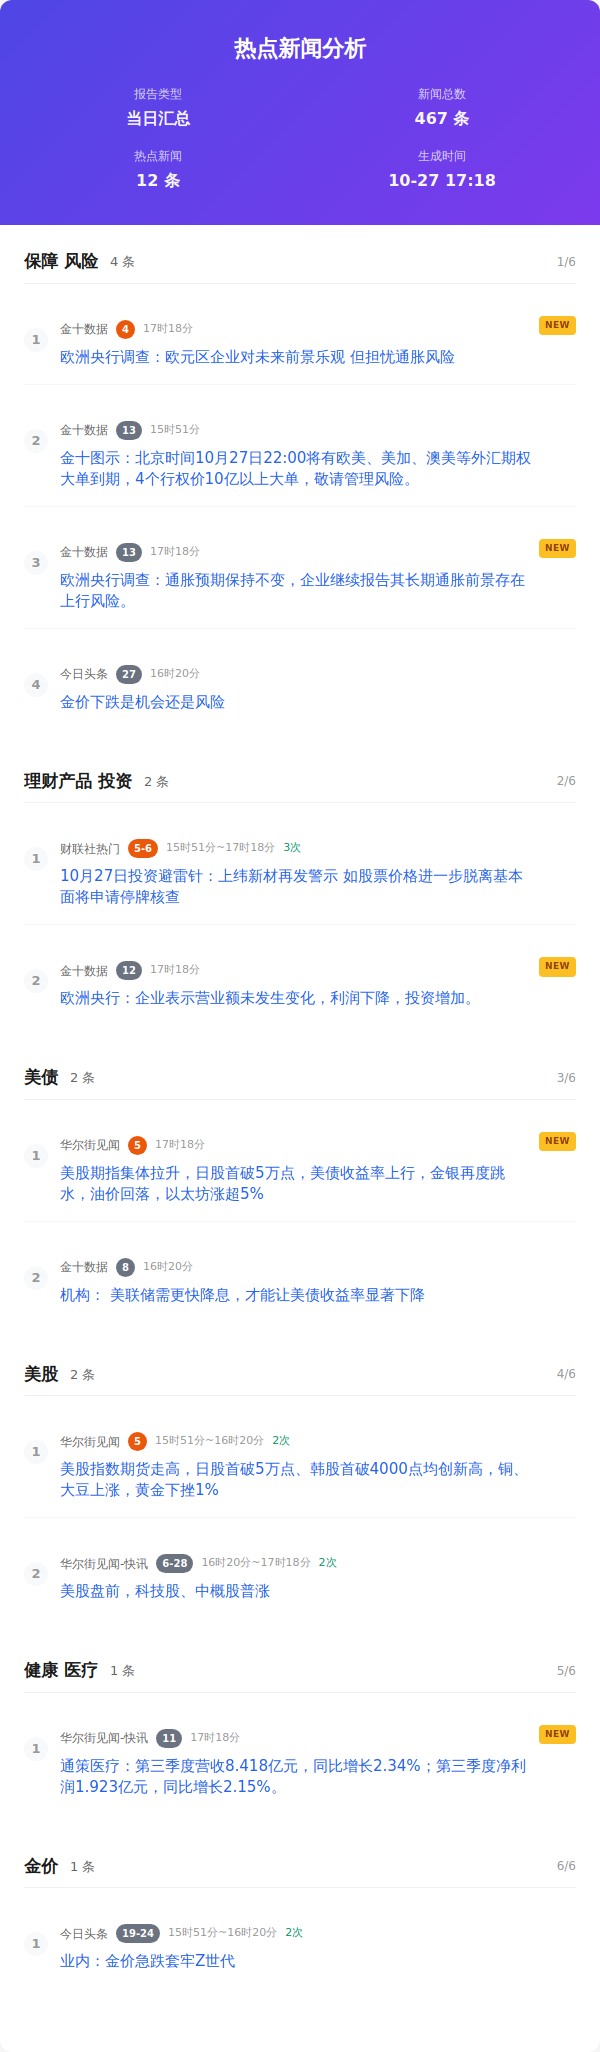 热点新闻分析
报告类型
新闻总数
当日汇总
467 条
热点新闻
生成时间
12 条
10-27 17:18
保障 风险 4 条 1/6
1 金十数据 4 17时18分 NEW
欧洲央行调查：欧元区企业对未来前景乐观 但担忧通胀风险
2 金十数据 13 15时51分
金十图示：北京时间10月27日22:00将有欧美、美加、澳美等外汇期权
大单到期，4个行权价10亿以上大单，敬请管理风险。
3 金十数据 13 17时18分 NEW
欧洲央行调查：通胀预期保持不变，企业继续报告其长期通胀前景存在
上行风险。
4 今日头条 27 16时20分
金价下跌是机会还是风险
理财产品 投资 2 条 2/6
1 财联社热门 5-6 15时51分~17时18分 3次
10月27日投资避雷针：上纬新材再发警示 如股票价格进一步脱离基本
面将申请停牌核查
2 金十数据 12 17时18分 NEW
欧洲央行：企业表示营业额未发生变化，利润下降，投资增加。
美债 2 条 3/6
1 华尔街见闻 5 17时18分 NEW
美股期指集体拉升，日股首破5万点，美债收益率上行，金银再度跳
水，油价回落，以太坊涨超5%
2 金十数据 8 16时20分
机构： 美联储需更快降息，才能让美债收益率显著下降
美股 2 条 4/6
1 华尔街见闻 5 15时51分~16时20分 2次
美股指数期货走高，日股首破5万点、韩股首破4000点均创新高，铜、
大豆上涨，黄金下挫1%
2 华尔街见闻-快讯 6-28 16时20分~17时18分 2次
美股盘前，科技股、中概股普涨
健康 医疗 1 条 5/6
1 华尔街见闻-快讯 11 17时18分 NEW
通策医疗：第三季度营收8.418亿元，同比增长2.34%；第三季度净利
润1.923亿元，同比增长2.15%。
金价 1 条 6/6
1 今日头条 19-24 15时51分~16时20分 2次
业内：金价急跌套牢Z世代